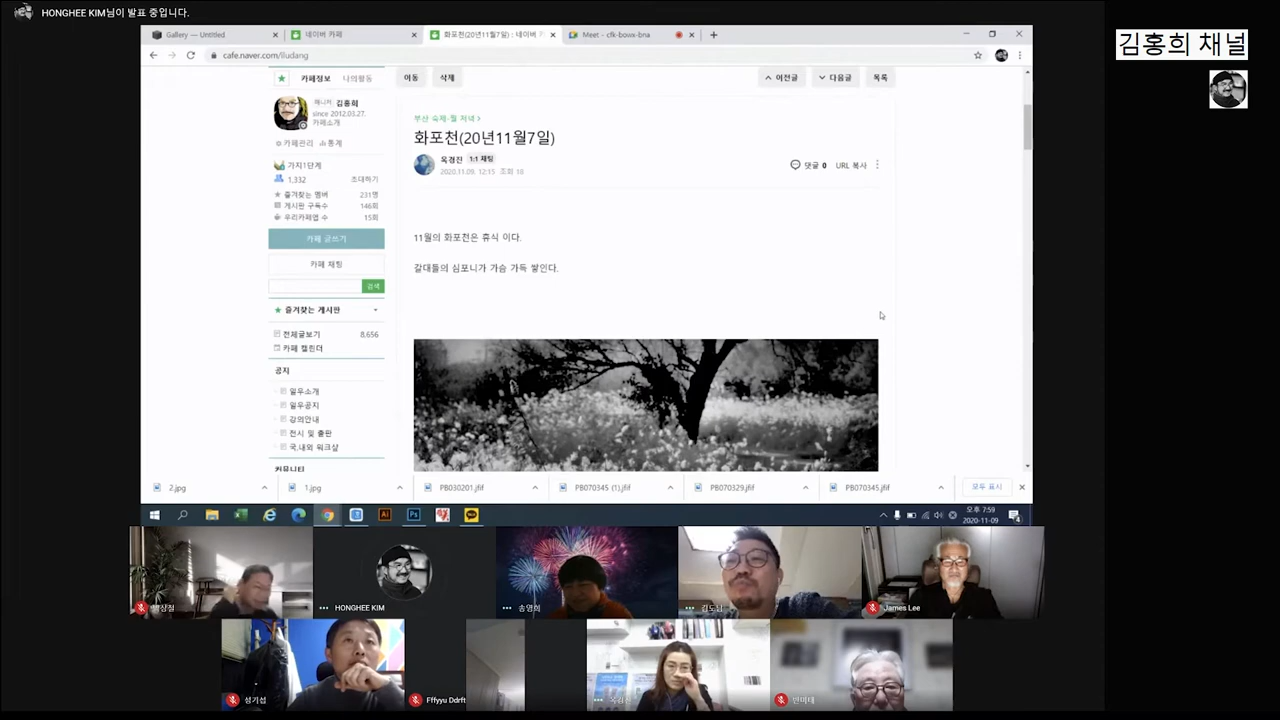 HONGHEE KIM님이 발표 중입니다.
Gallery — Untitled
네이버 카페
화포천(20년11월7일) : 네이버 카
Meet – cfk-bowx-bna
cafe.naver.com/iludang
김홍희 채널
카페정보 나의활동
이동 삭제
이전글 다음글 목록
매니저 김홍희
since 2012.03.27.
카페소개
카페관리 통계
가지1단계
1,332 초대하기
즐겨찾는 멤버 231명
게시판 구독수 146회
우리카페앱 수 15회
카페 글쓰기
카페 채팅
검색
즐겨찾는 게시판
전체글보기 8,656
카페 캘린더
공지
일우소개
일우공지
강의안내
전시 및 출판
국,내외 워크샵
커뮤니티
부산 숙제-월 저녁
화포천(20년11월7일)
옥경진 1:1 채팅
2020.11.09. 12:15 조회 18
댓글 0 URL 복사
11월의 화포천은 휴식 이다.
갈대들의 심포니가 가슴 가득 쌓인다.
2.jpg
1.jpg
PB030201.jfif
PB070345 (1).jfif
PB070329.jfif
PB070345.jfif
모두 표시
오후 7:59
2020-11-09
HONGHEE KIM
송영희
James Lee
성기섭
Fffyyu Ddrft